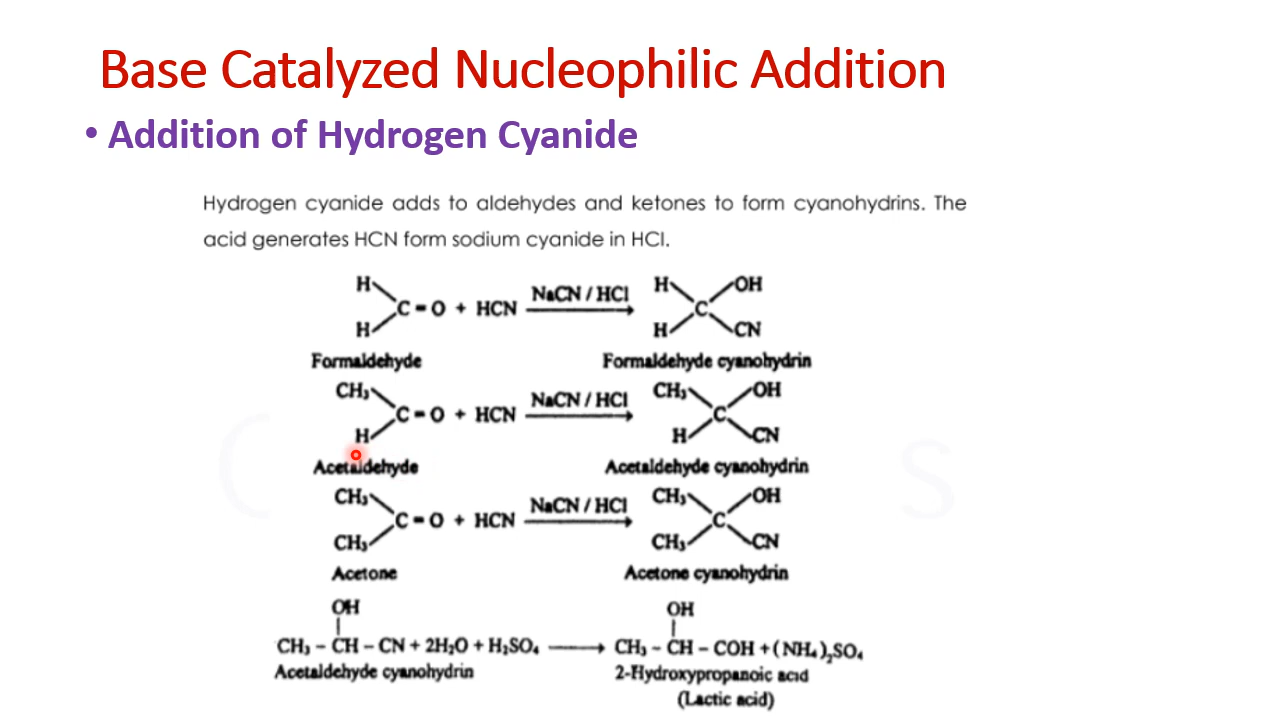 Base Catalyzed Nucleophilic Addition
• Addition of Hydrogen Cyanide
Hydrogen cyanide adds to aldehydes and ketones to form cyanohydrins. The
acid generates HCN form sodium cyanide in HCl.
H H C = O + HCN NaCN / HCl H H C OH CN
Formaldehyde Formaldehyde cyanohydrin
CH₃ H C = O + HCN NaCN / HCl CH₃ H C OH CN
Acetaldehyde Acetaldehyde cyanohydrin
CH₃ CH₃ C = O + HCN NaCN / HCl CH₃ CH₃ C OH CN
Acetone Acetone cyanohydrin
OH OH
CH₃ – CH – CN + 2H₂O + H₂SO₄ ⟶ CH₃ – CH – COH + (NH₄)₂SO₄
Acetaldehyde cyanohydrin 2-Hydroxypropanoic acid
(Lactic acid)